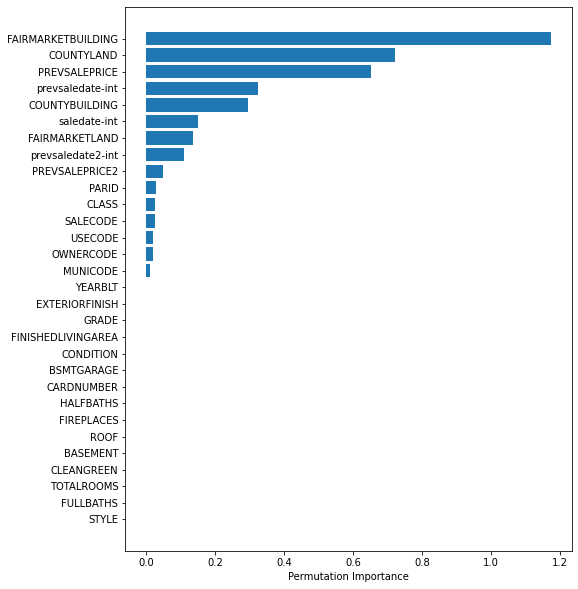 FAIRMARKETBUILDING
COUNTYLAND
PREVSALEPRICE
prevsaledate-int
COUNTYBUILDING
saledate-int
FAIRMARKETLAND
prevsaledate2-int
PREVSALEPRICE2
PARID
CLASS
SALECODE
USECODE
OWNERCODE
MUNICODE
YEARBLT
EXTERIORFINISH
GRADE
FINISHEDLIVINGAREA
CONDITION
BSMTGARAGE
CARDNUMBER
HALFBATHS
FIREPLACES
ROOF
BASEMENT
CLEANGREEN
TOTALROOMS
FULLBATHS
STYLE
0.0 0.2 0.4 0.6 0.8 1.0 1.2
Permutation Importance